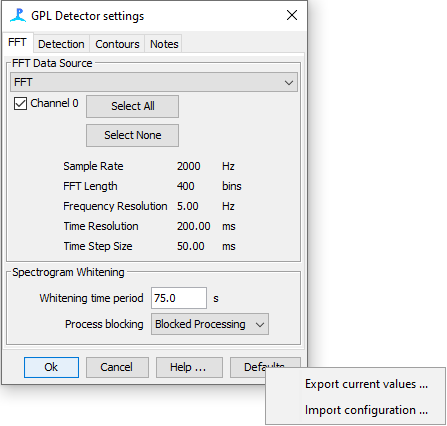 GPL Detector settings
FFT Detection Contours Notes
FFT Data Source
FFT
Channel 0 Select All
Select None
Sample Rate 2000 Hz
FFT Length 400 bins
Frequency Resolution 5.00 Hz
Time Resolution 200.00 ms
Time Step Size 50.00 ms
Spectrogram Whitening
Whitening time period 75.0 s
Process blocking Blocked Processing
Ok Cancel Help ... Defaults
Export current values ...
Import configuration ...